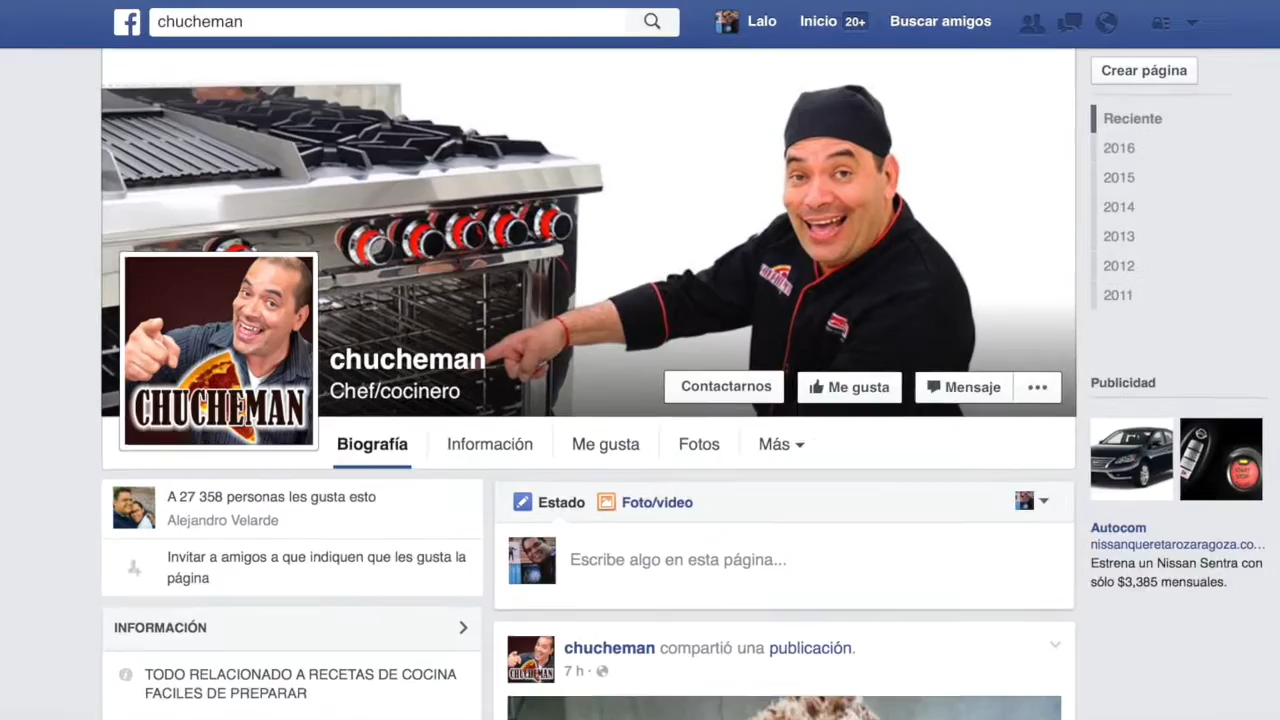 chucheman
Lalo
Inicio 20+
Buscar amigos
Crear página
Reciente
2016
2015
2014
2013
2012
2011
chucheman
Chef/cocinero
CHUCHEMAN
Contactarnos
Me gusta
Mensaje
Biografía
Información
Me gusta
Fotos
Más
A 27 358 personas les gusta esto
Alejandro Velarde
Invitar a amigos a que indiquen que les gusta la
página
INFORMACIÓN
TODO RELACIONADO A RECETAS DE COCINA
FACILES DE PREPARAR
Estado
Foto/video
Escribe algo en esta página...
chucheman compartió una publicación.
7 h
CHUCHEMAN
Publicidad
START
STOP
Autocom
nissanqueretarozaragoza.co...
Estrena un Nissan Sentra con
sólo $3,385 mensuales.